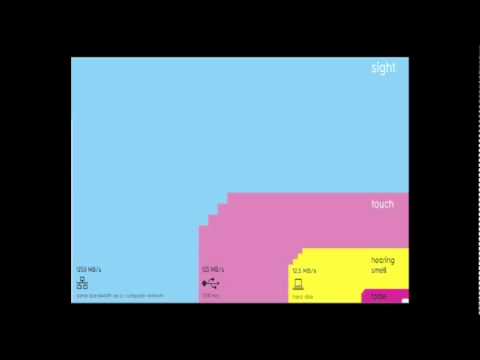 sight
touch
hearing
smell
taste
1250 MB/s
125 MB/s
12.5 MB/s
same bandwidth as a computer network
USB key
hard disk